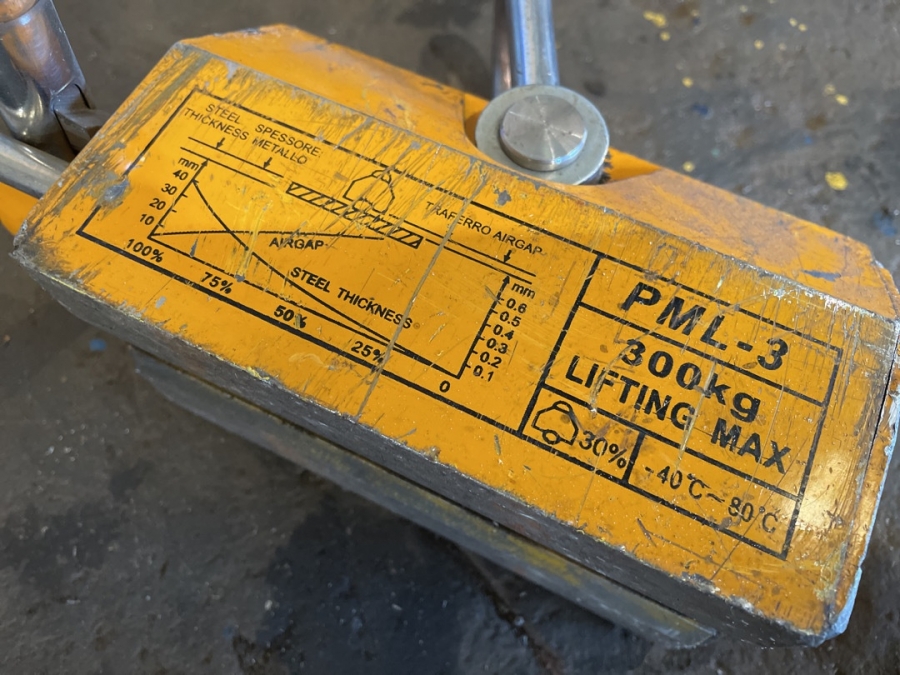 STEEL SPESSORE
THICKNESS METALLO
mm
40
30
20
10
TRAFERRO AIRGAP
AIRGAP
STEEL THICKNESS
mm
0.6
0.5
0.4
0.3
0.2
0.1
100%
75%
50%
25%
0
PML-3
300kg
LIFTING MAX
30%
-40℃~80℃